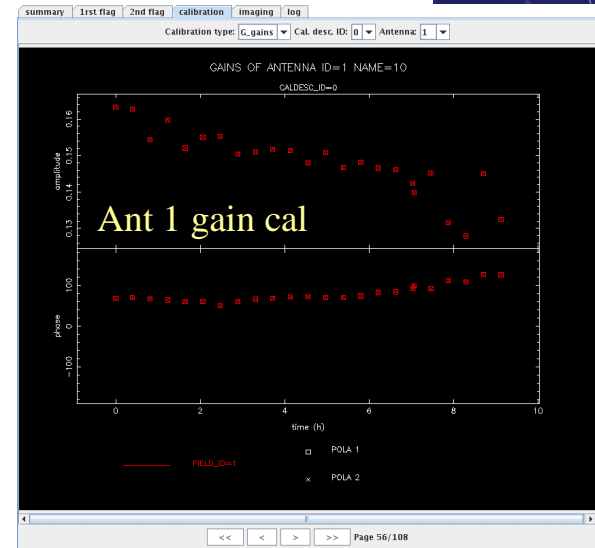 summary 1rst flag 2nd flag calibration imaging log
Calibration type: G_gains Cal. desc. ID: 0 Antenna: 1
GAINS OF ANTENNA ID=1 NAME=10
CALDESC_ID=0
amplitude
0.16
0.15
0.14
0.13
Ant 1 gain cal
phase
100
0
−100
0 2 4 6 8 10
time (h)
FIELD_ID=1
POLA 1
POLA 2
<< < > >> Page 56/108